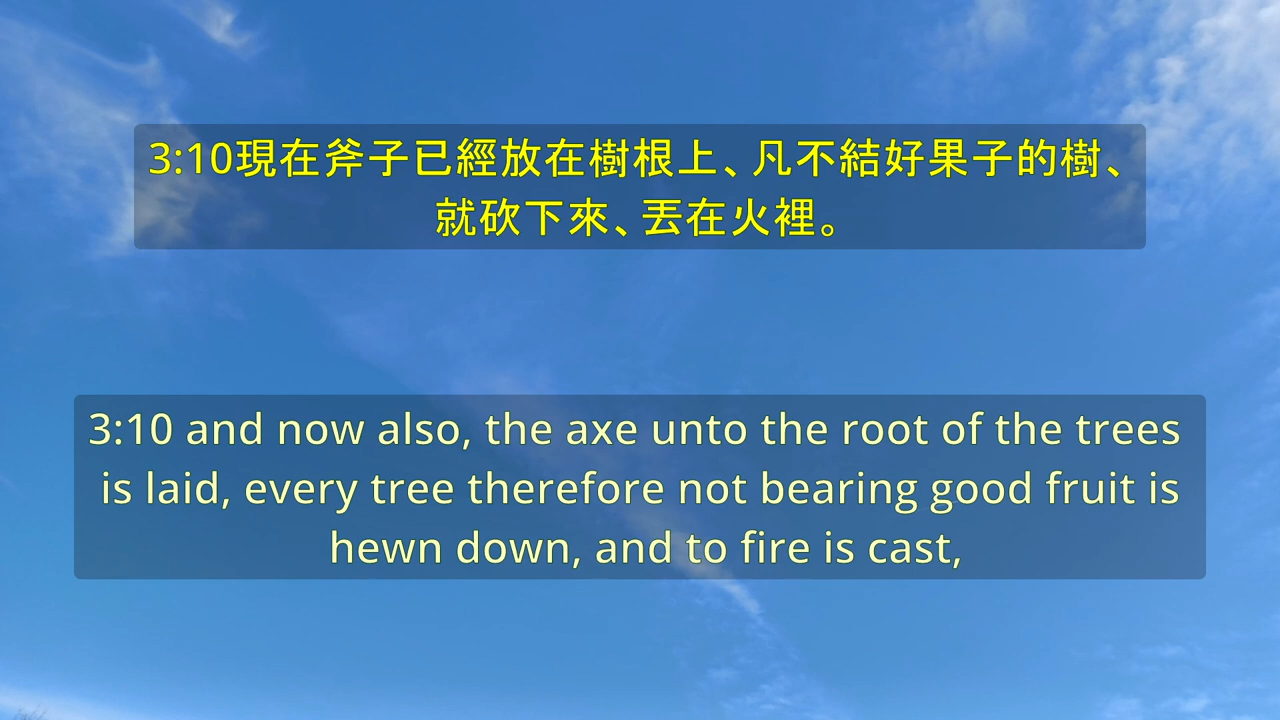 3:10現在斧子已經放在樹根上、凡不結好果子的樹、
就砍下來、丟在火裡。
3:10 and now also, the axe unto the root of the trees
is laid, every tree therefore not bearing good fruit is
hewn down, and to fire is cast,